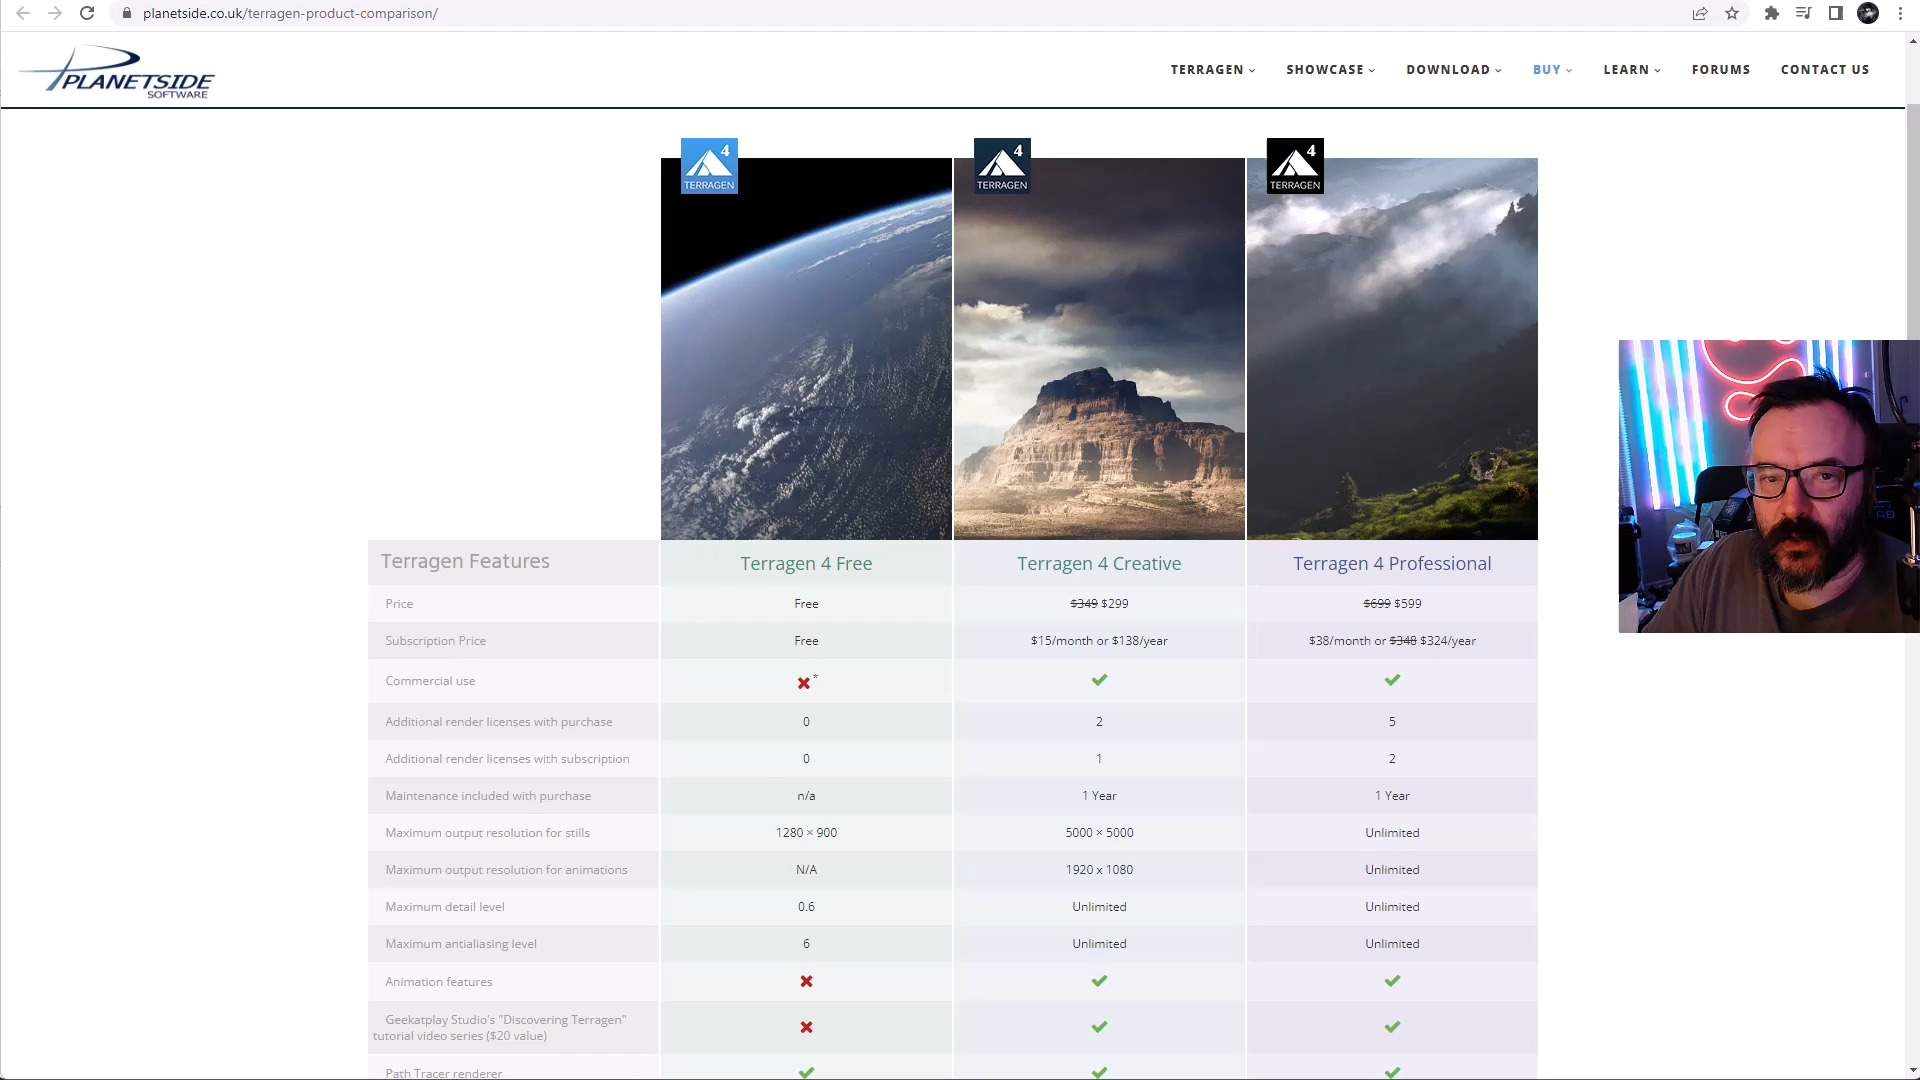 planetside.co.uk/terragen-product-comparison/
PLANETSIDE
SOFTWARE
TERRAGEN SHOWCASE DOWNLOAD BUY LEARN FORUMS CONTACT US
4 TERRAGEN
4 TERRAGEN
4 TERRAGEN
Terragen Features Terragen 4 Free Terragen 4 Creative Terragen 4 Professional
Price Free $349 $299 $699 $599
Subscription Price Free $15/month or $138/year $38/month or $348 $324/year
Commercial use *
Additional render licenses with purchase 0 2 5
Additional render licenses with subscription 0 1 2
Maintenance included with purchase n/a 1 Year 1 Year
Maximum output resolution for stills 1280 × 900 5000 × 5000 Unlimited
Maximum output resolution for animations N/A 1920 x 1080 Unlimited
Maximum detail level 0.6 Unlimited Unlimited
Maximum antialiasing level 6 Unlimited Unlimited
Animation features
Geekatplay Studio's "Discovering Terragen"
tutorial video series ($20 value)
Path Tracer renderer